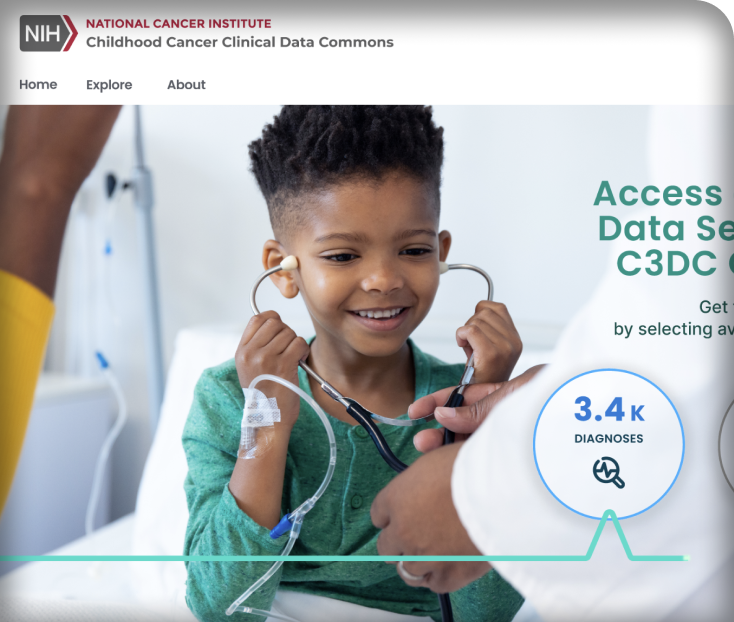 NIH
NATIONAL CANCER INSTITUTE
Childhood Cancer Clinical Data Commons
Home
Explore
About
Access
Data Se
C3DC
Get
by selecting av
3.4 K
DIAGNOSES